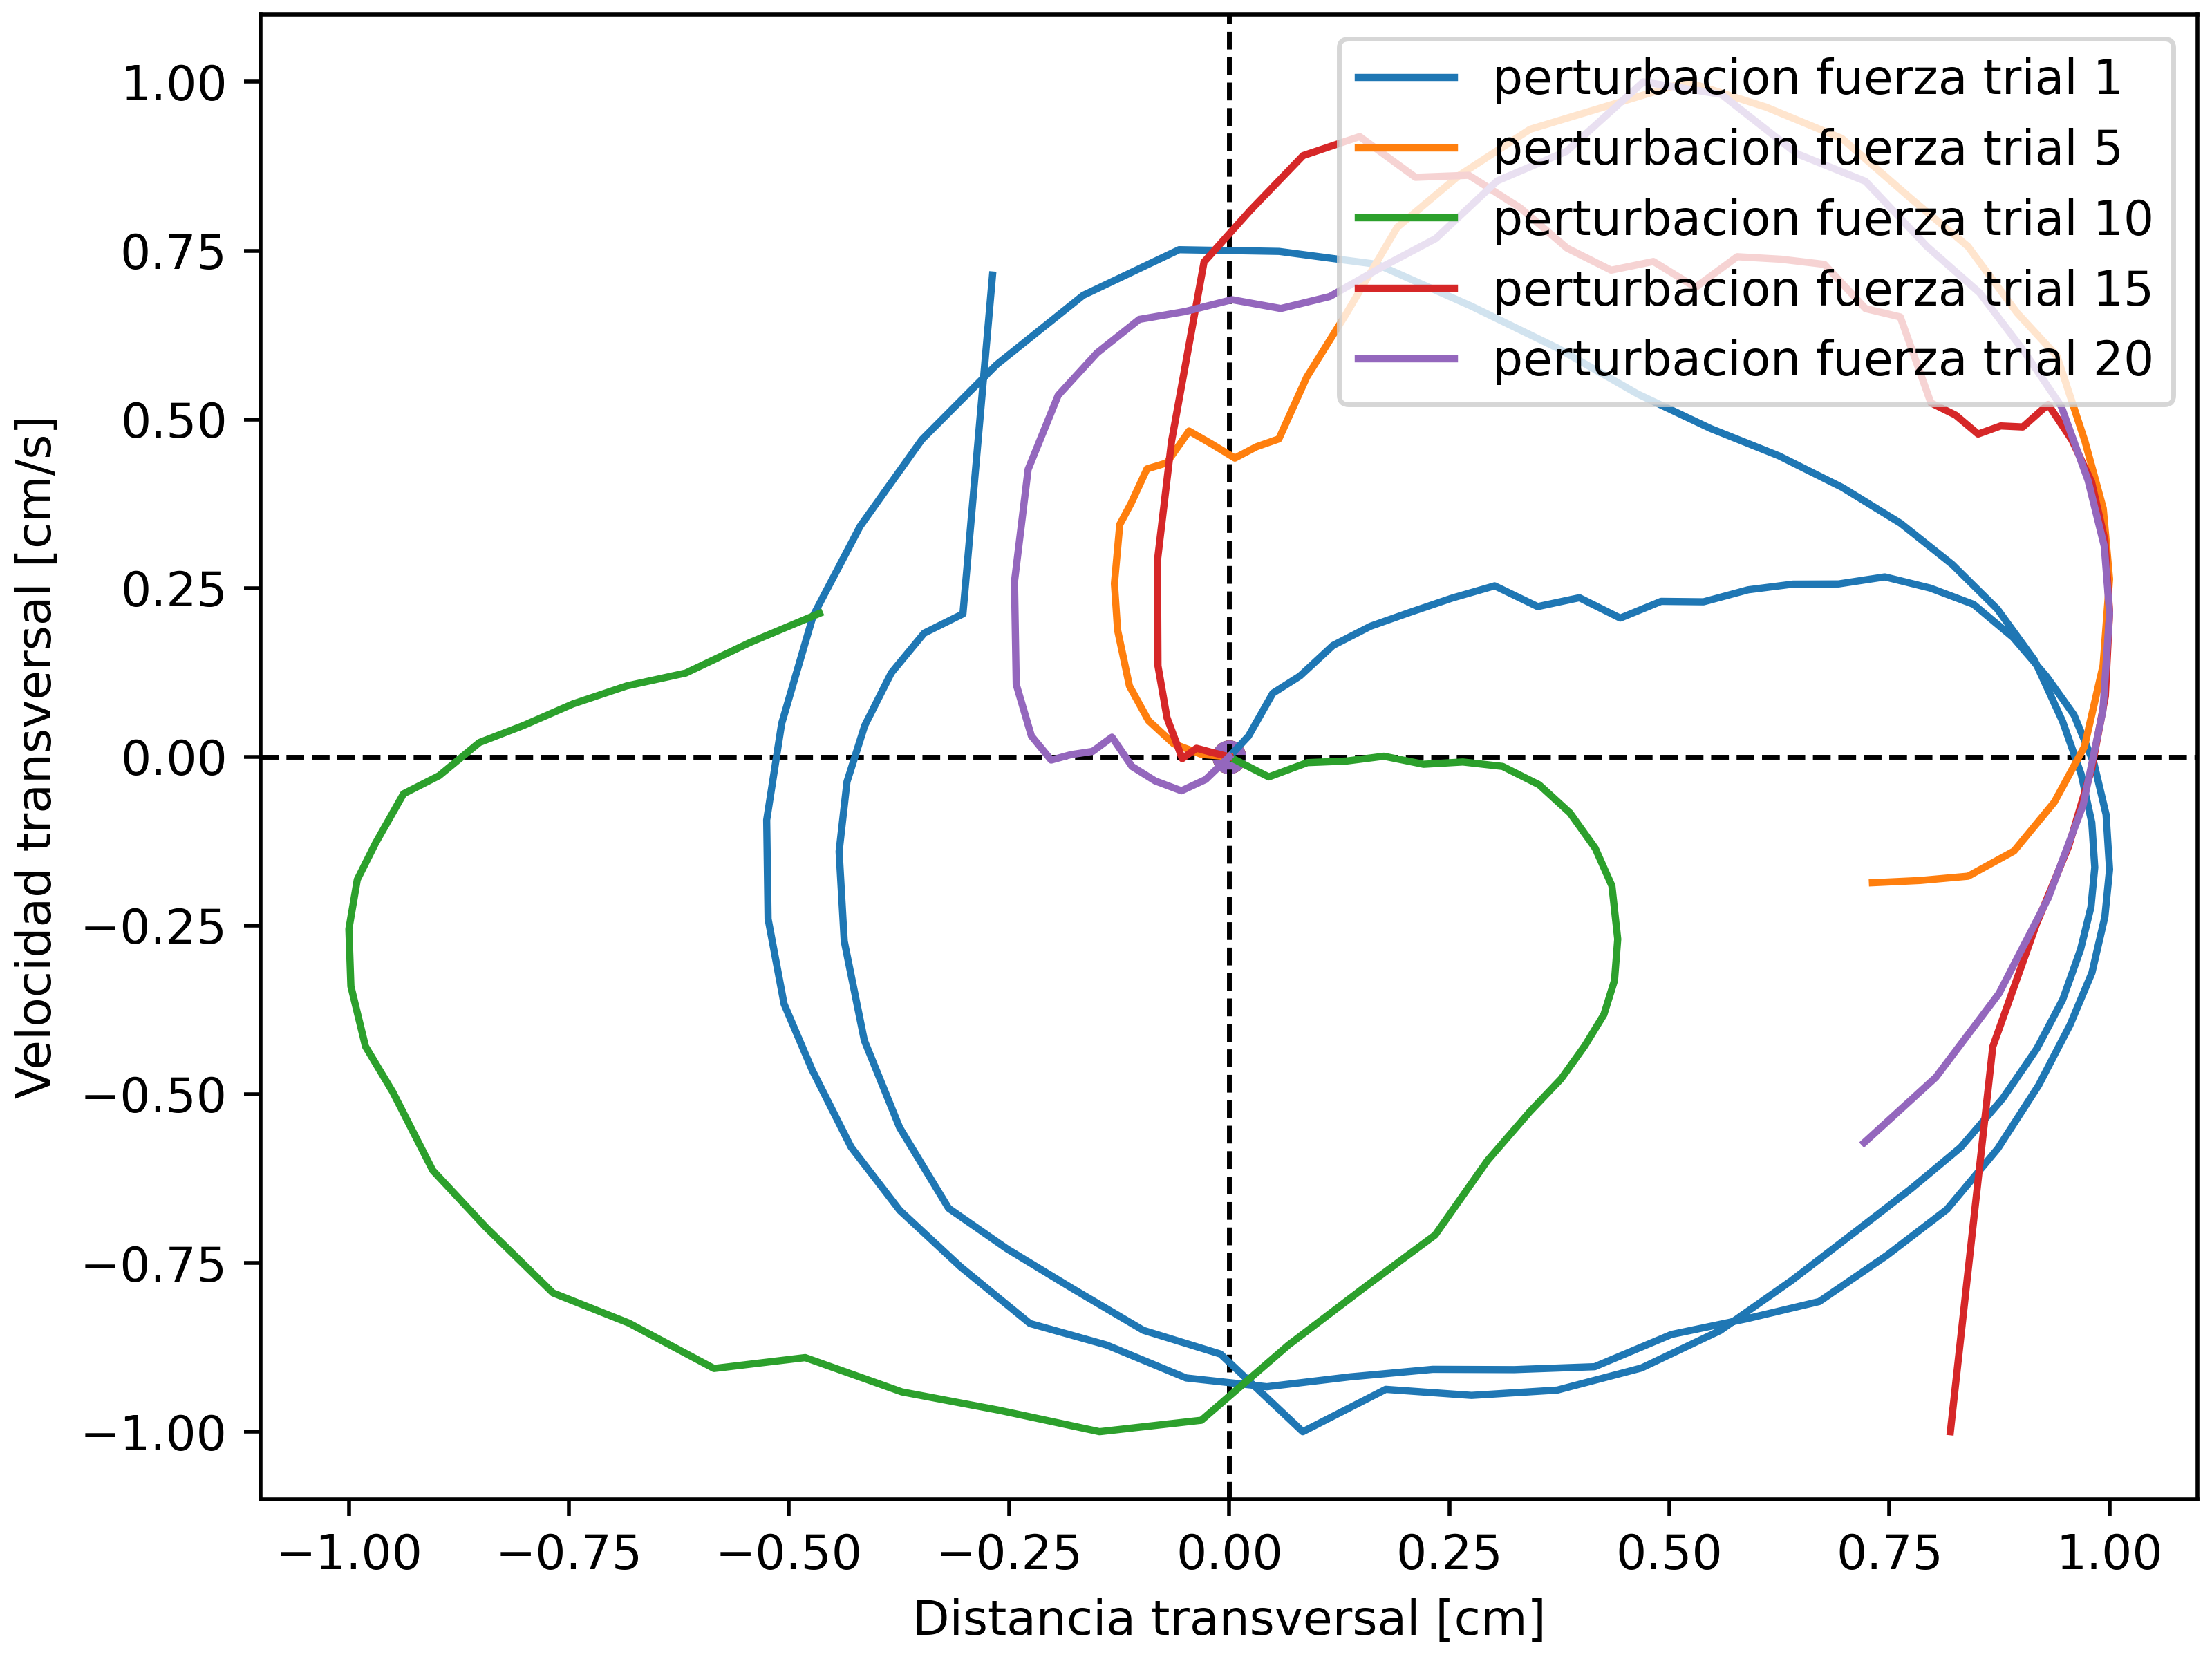 perturbacion fuerza trial 1
perturbacion fuerza trial 5
perturbacion fuerza trial 10
perturbacion fuerza trial 15
perturbacion fuerza trial 20
Velocidad transversal [cm/s]
1.00
0.75
0.50
0.25
0.00
−0.25
−0.50
−0.75
−1.00
−1.00 −0.75 −0.50 −0.25 0.00 0.25 0.50 0.75 1.00
Distancia transversal [cm]